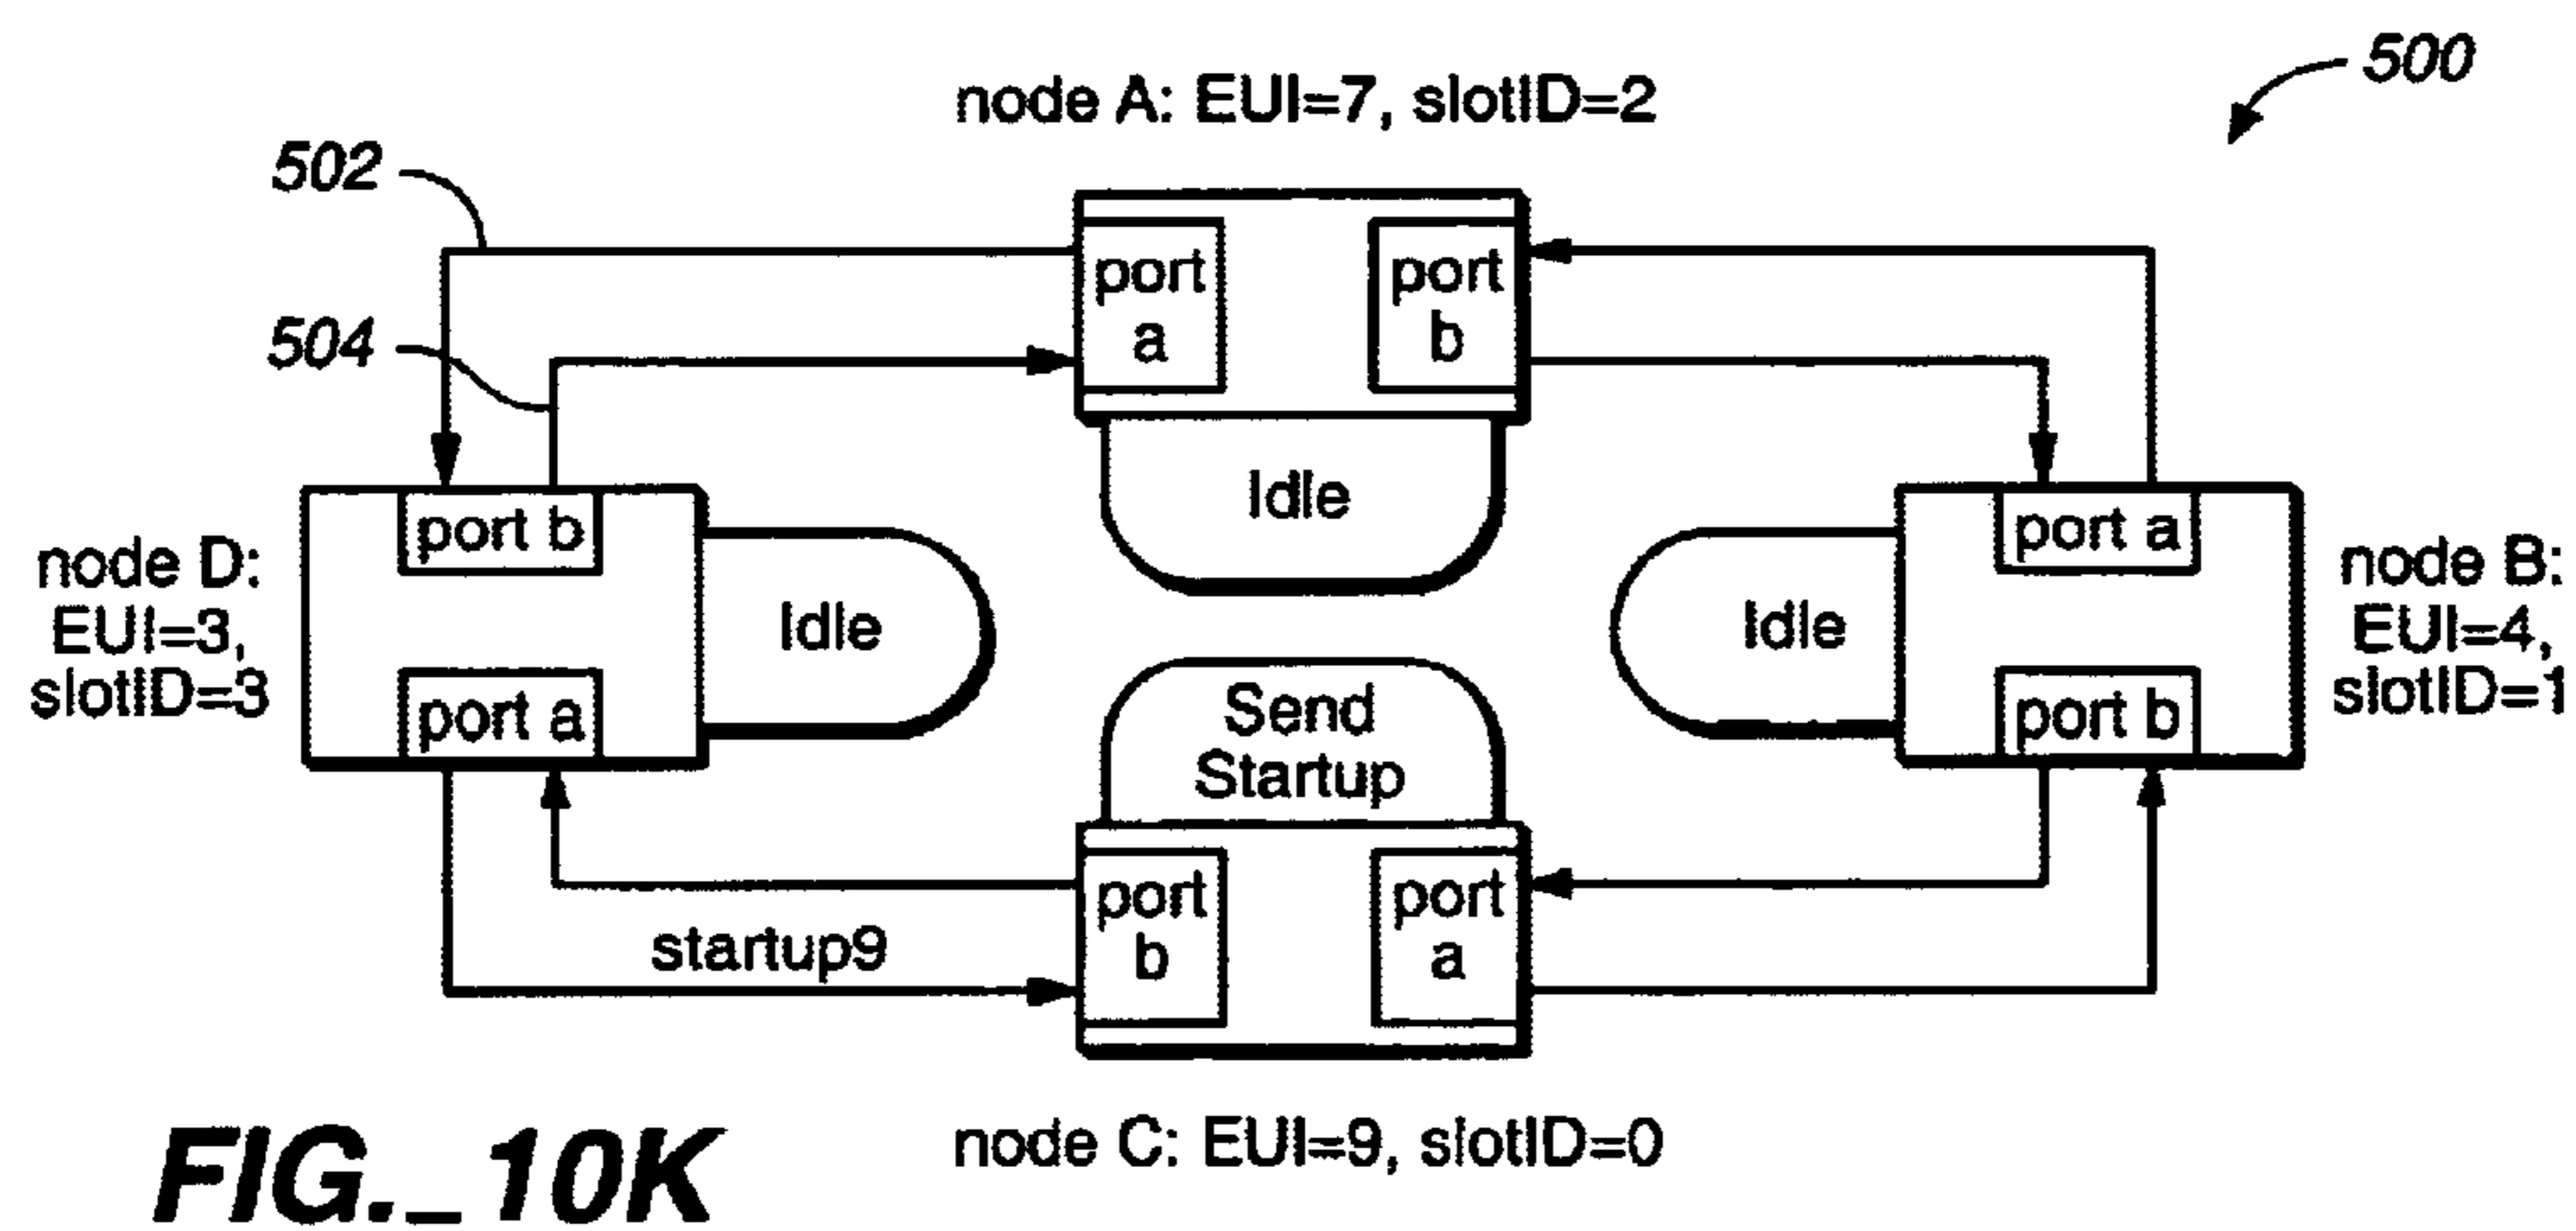 500
node A: EUI=7, slotID=2
502
port
a
port
b
504
Idle
port b
port a
node D:
EUI=3,
slotID=3
Idle
Idle
node B:
EUI=4,
slotID=1
port a
port b
Send
Startup
port
b
port
a
startup9
node C: EUI=9, slotID=0
FIG._10K